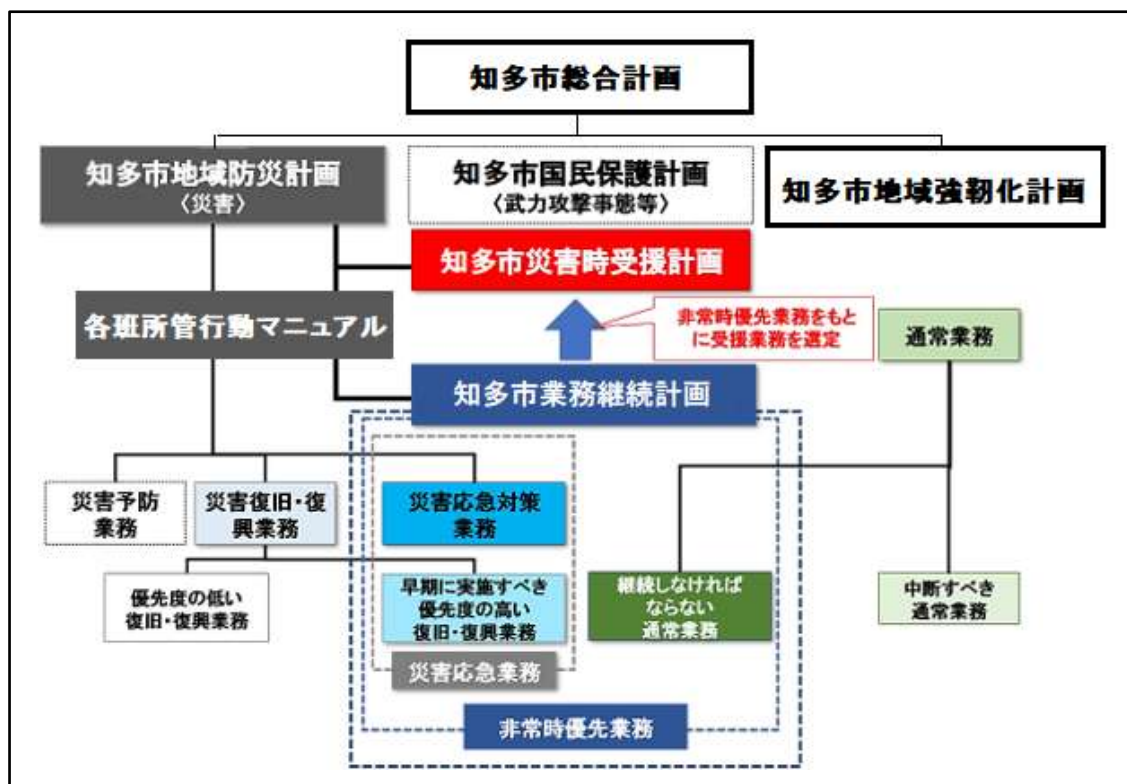 知多市総合計画
知多市地域防災計画
〈災害〉
知多市国民保護計画
〈武力攻撃事態等〉
知多市地域強靭化計画
知多市災害時受援計画
各班所管行動マニュアル
非常時優先業務をもと
に受援業務を選定
通常業務
知多市業務継続計画
災害予防
業務
災害復旧・復
興業務
災害応急対策
業務
優先度の低い
復旧・復興業務
早期に実施すべき
優先度の高い
復旧・復興業務
継続しなければ
ならない
通常業務
中断すべき
通常業務
災害応急業務
非常時優先業務